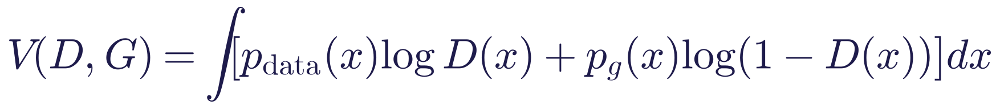 V(D, G) = ∫[p_data(x) log D(x) + p_g(x) log(1 − D(x))]dx